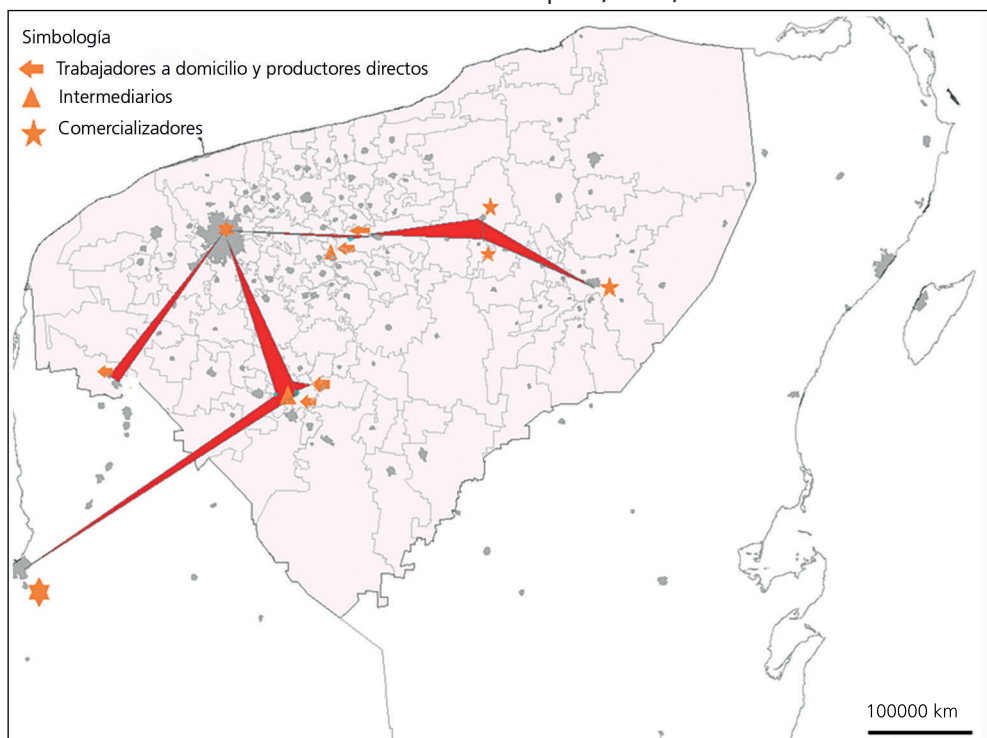 Simbología
Trabajadores a domicilio y productores directos
Intermediarios
Comercializadores
100000 km